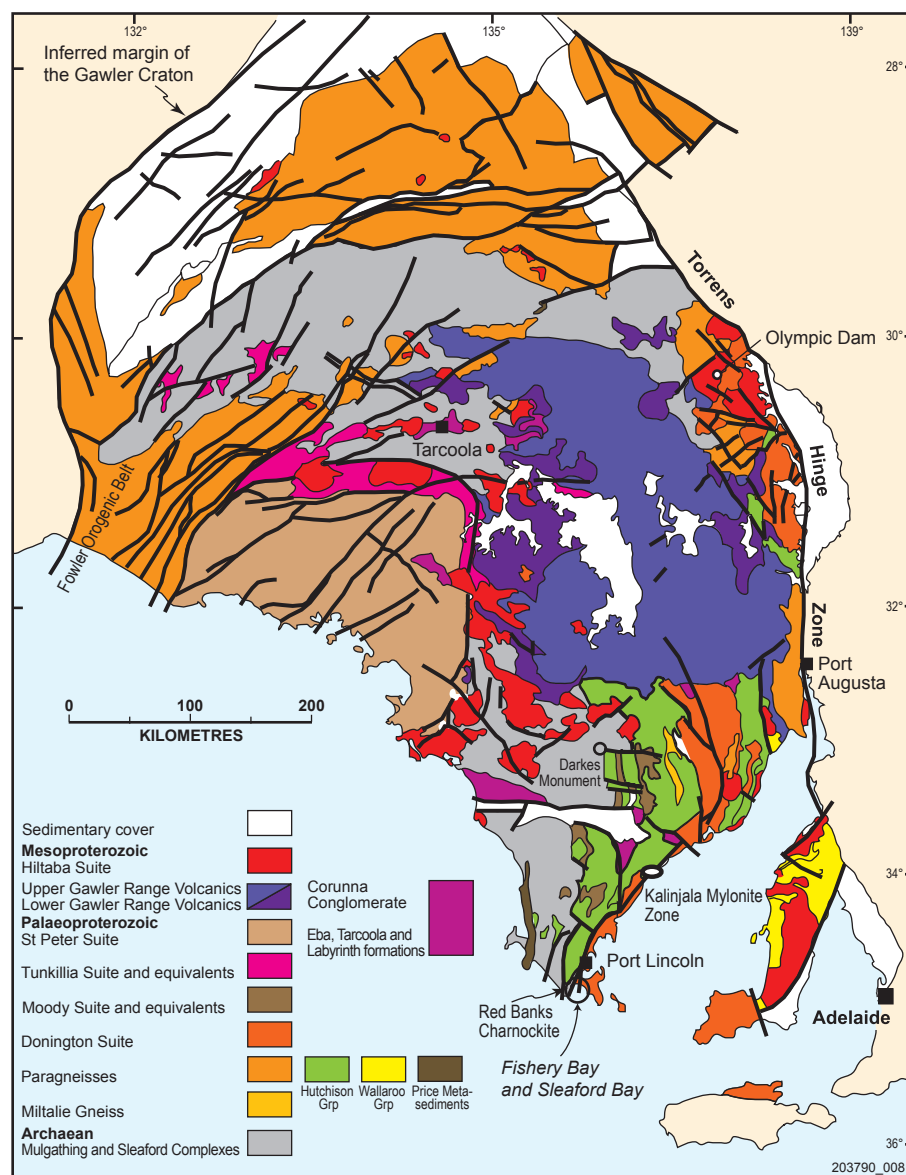 132°
135°
139°
Inferred margin of
the Gawler Craton
28°
Torrens
Olympic Dam
30°
Tarcoola
Hinge
Fowler Orogenic Belt
32°
Zone
Port
Augusta
0 100 200
KILOMETRES
Darkes
Monument
Sedimentary cover
Mesoproterozoic
Hiltaba Suite
Upper Gawler Range Volcanics
Lower Gawler Range Volcanics
Palaeoproterozoic
St Peter Suite
Tunkillia Suite and equivalents
Moody Suite and equivalents
Donington Suite
Paragneisses
Miltalie Gneiss
Archaean
Mulgathing and Sleaford Complexes
Corunna
Conglomerate
Eba, Tarcoola and
Labyrinth formations
Hutchison
Grp
Wallaroo
Grp
Price Meta-
sediments
34°
Kalinjala Mylonite
Zone
Port Lincoln
Red Banks
Charnockite
Adelaide
Fishery Bay
and Sleaford Bay
36°
203790_008